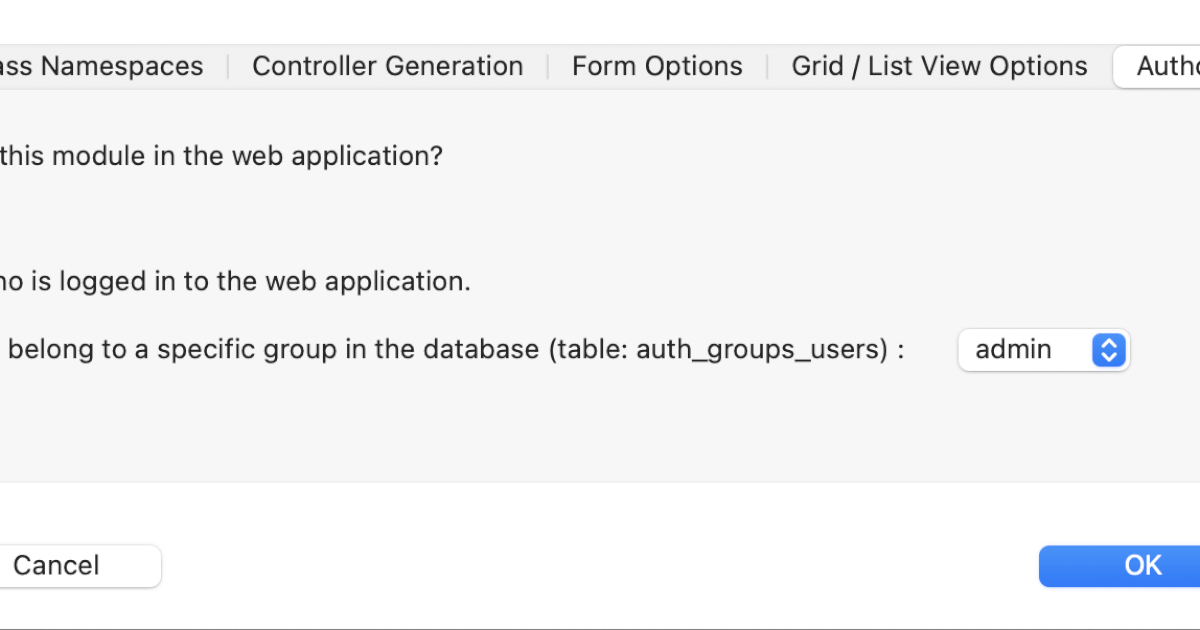 ass Namespaces Controller Generation Form Options Grid / List View Options Autho
this module in the web application?
ho is logged in to the web application.
belong to a specific group in the database (table: auth_groups_users) : admin
Cancel OK